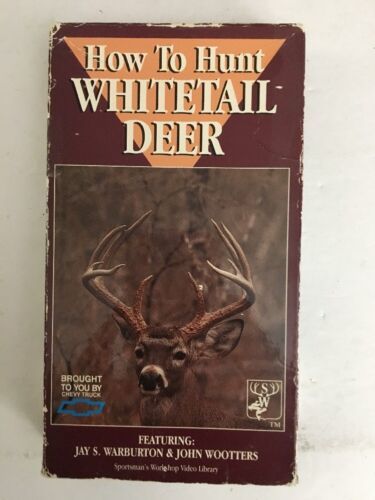 How To Hunt
WHITETAIL
DEER
BROUGHT
TO YOU BY
CHEVY TRUCK
S
W
TM
FEATURING:
JAY S. WARBURTON & JOHN WOOTTERS
Sportsman's Workshop Video Library